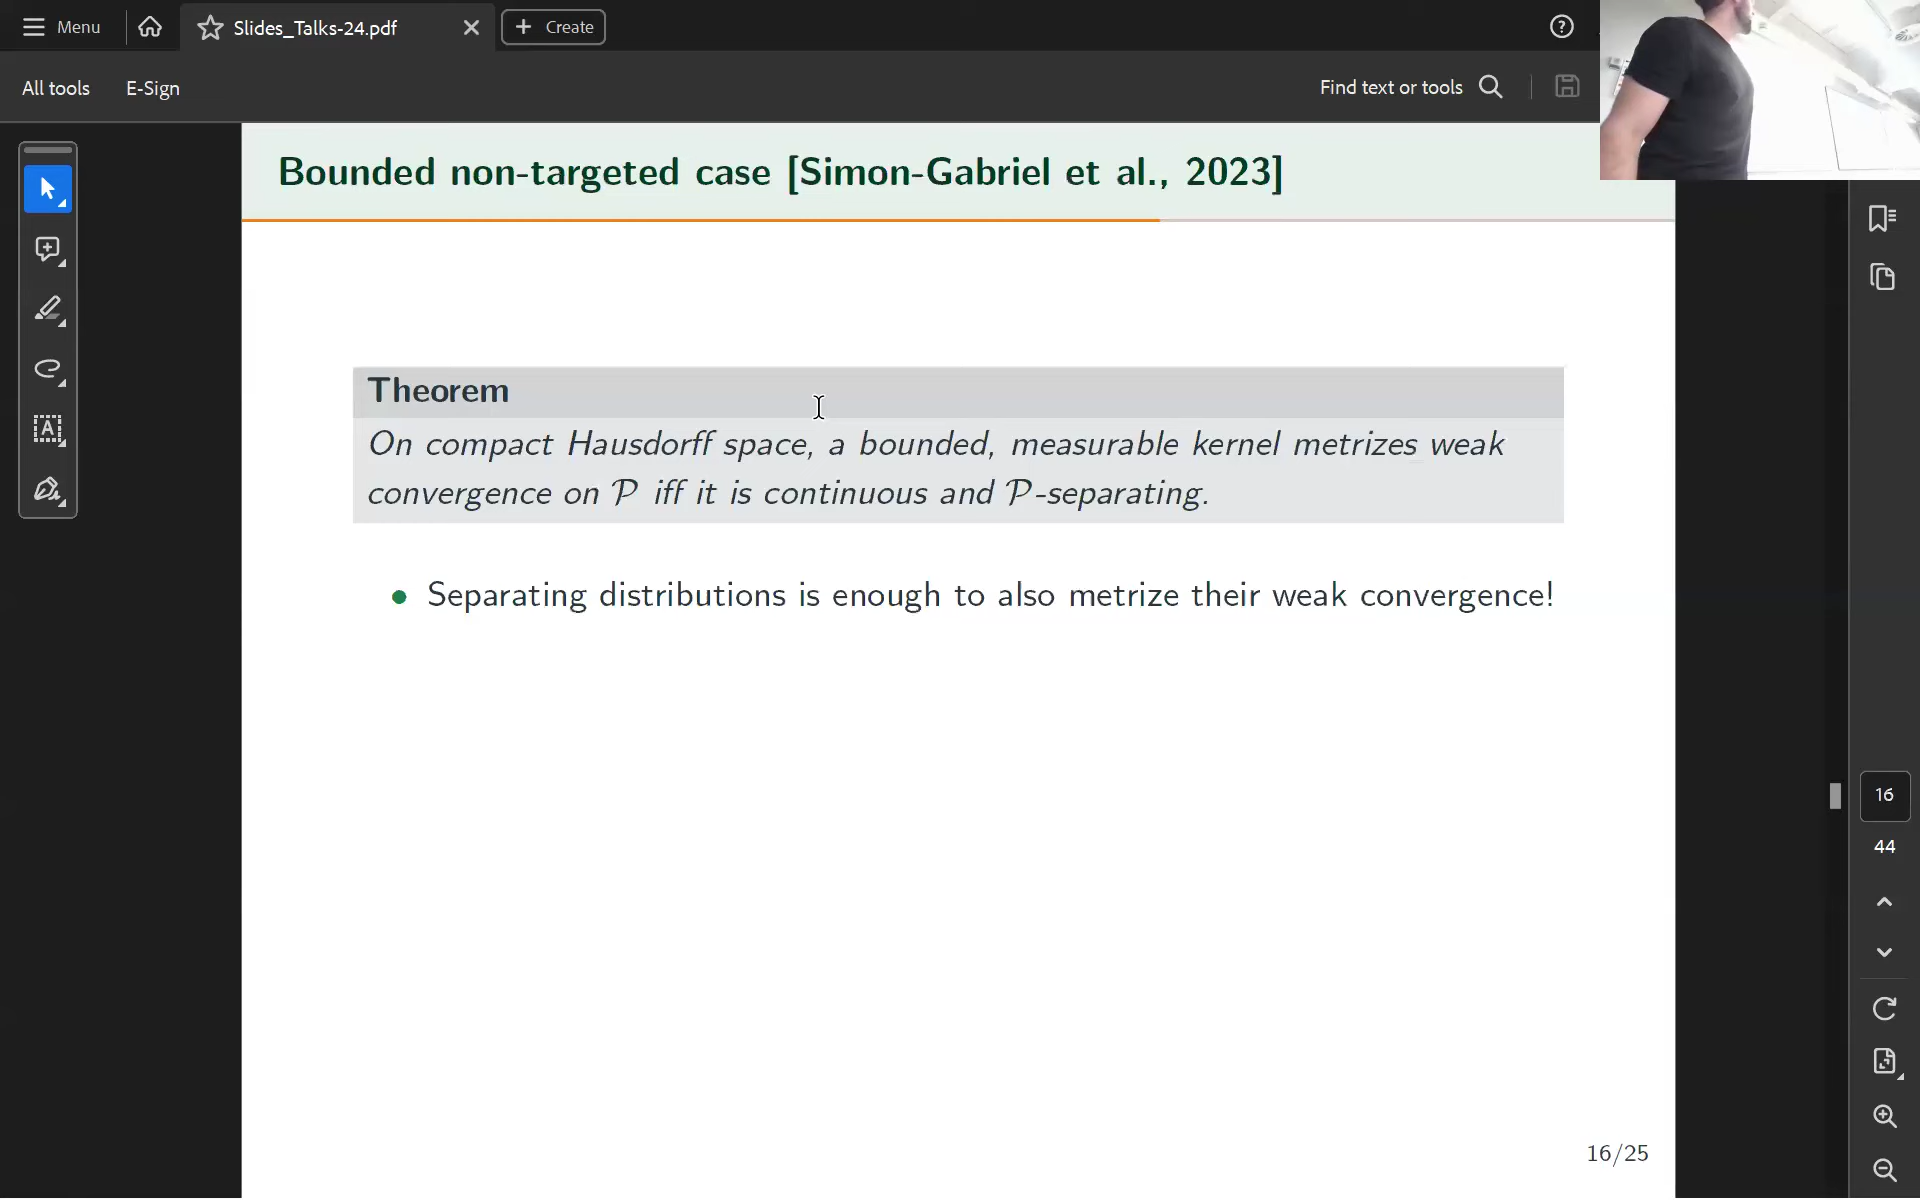 Menu
Slides_Talks-24.pdf
Create
All tools
E-Sign
Find text or tools
Bounded non-targeted case [Simon-Gabriel et al., 2023]
Theorem
On compact Hausdorff space, a bounded, measurable kernel metrizes weak
convergence on 𝒫 iff it is continuous and 𝒫-separating.
• Separating distributions is enough to also metrize their weak convergence!
16/25
16
44